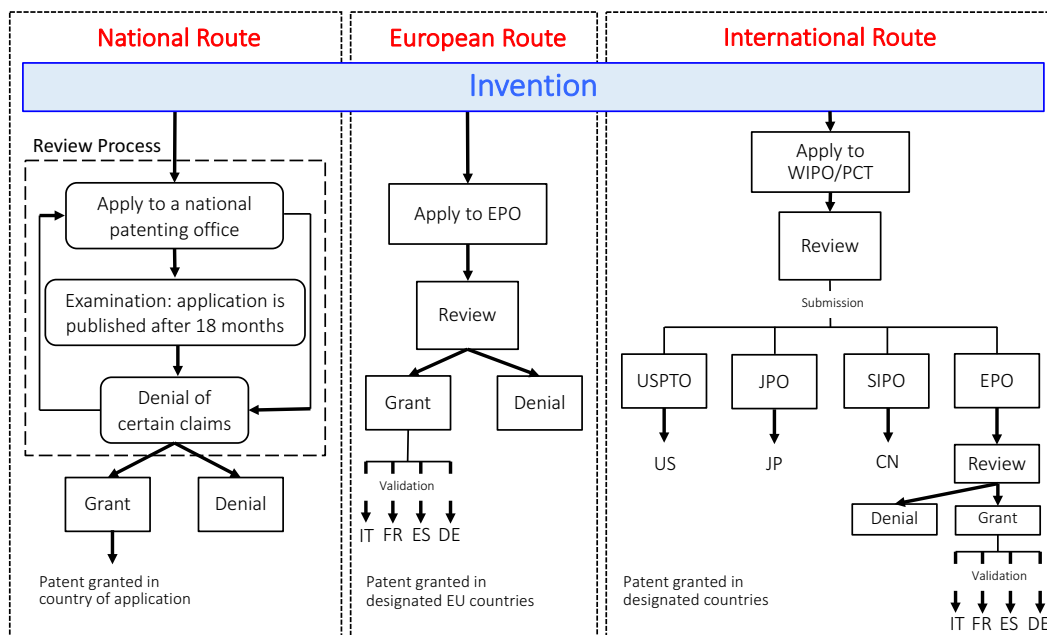 National Route
European Route
International Route
Invention
Review Process
Apply to a national
patenting office
Examination: application is
published after 18 months
Denial of
certain claims
Grant
Denial
Patent granted in
country of application
Apply to EPO
Review
Grant
Denial
Validation
IT FR ES DE
Patent granted in
designated EU countries
Apply to
WIPO/PCT
Review
Submission
USPTO
JPO
SIPO
EPO
US
JP
CN
Review
Denial
Grant
Validation
IT FR ES DE
Patent granted in
designated countries